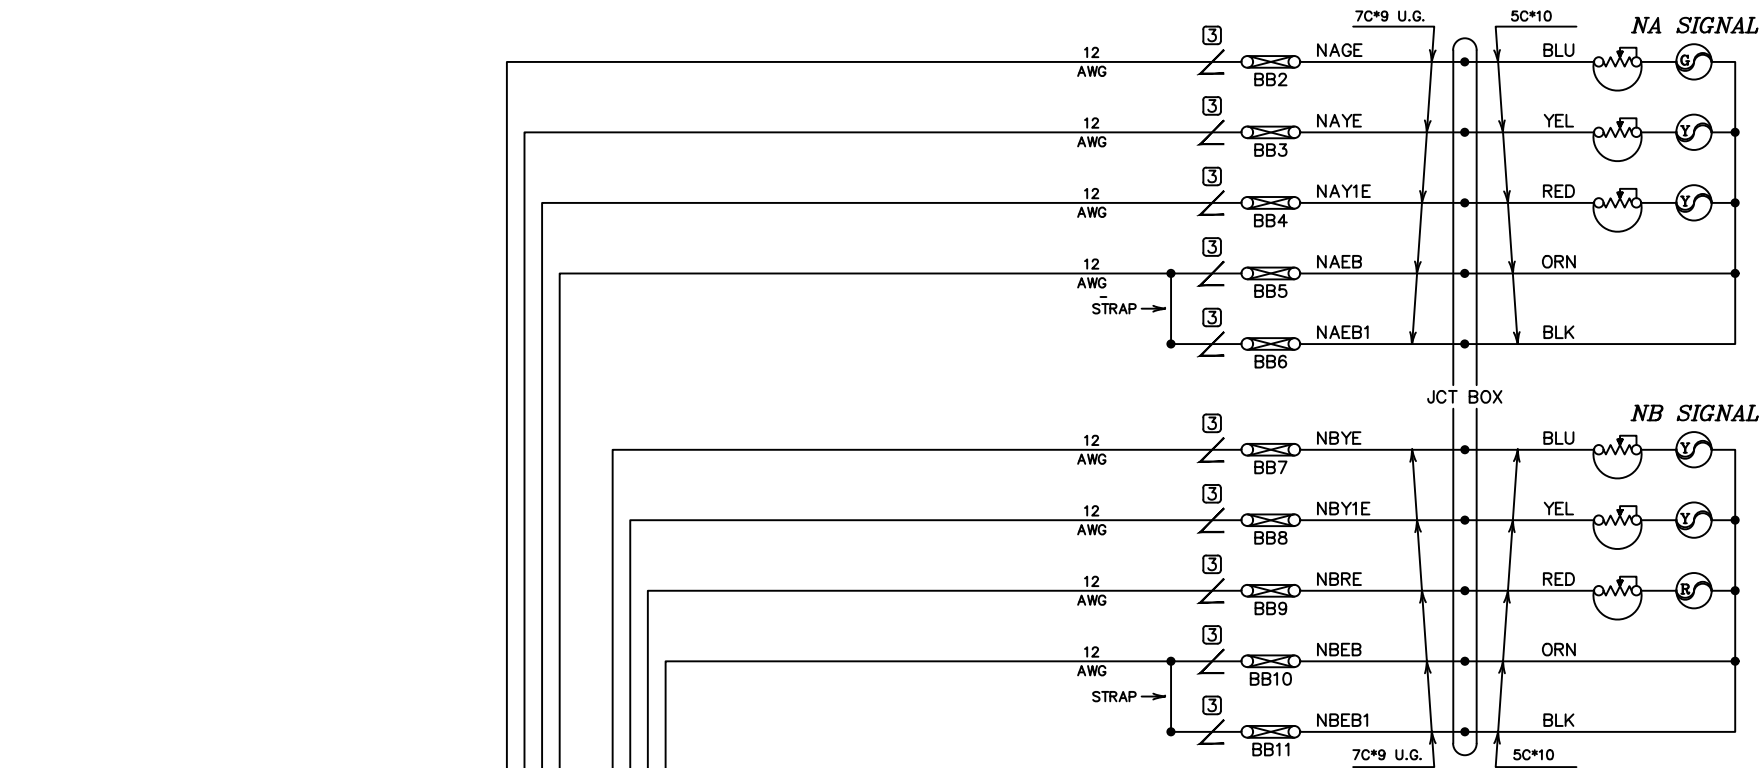 7C*9 U.G. 5C*10 NA SIGNAL
12 AWG 3 BB2 NAGE BLU G
12 AWG 3 BB3 NAYE YEL Y
12 AWG 3 BB4 NAY1E RED Y
12 AWG 3 BB5 NAEB ORN
STRAP
3 BB6 NAEB1 BLK
JCT BOX
NB SIGNAL
12 AWG 3 BB7 NBYE BLU Y
12 AWG 3 BB8 NBY1E YEL Y
12 AWG 3 BB9 NBRE RED R
12 AWG 3 BB10 NBEB ORN
STRAP
3 BB11 NBEB1 BLK
7C*9 U.G. 5C*10